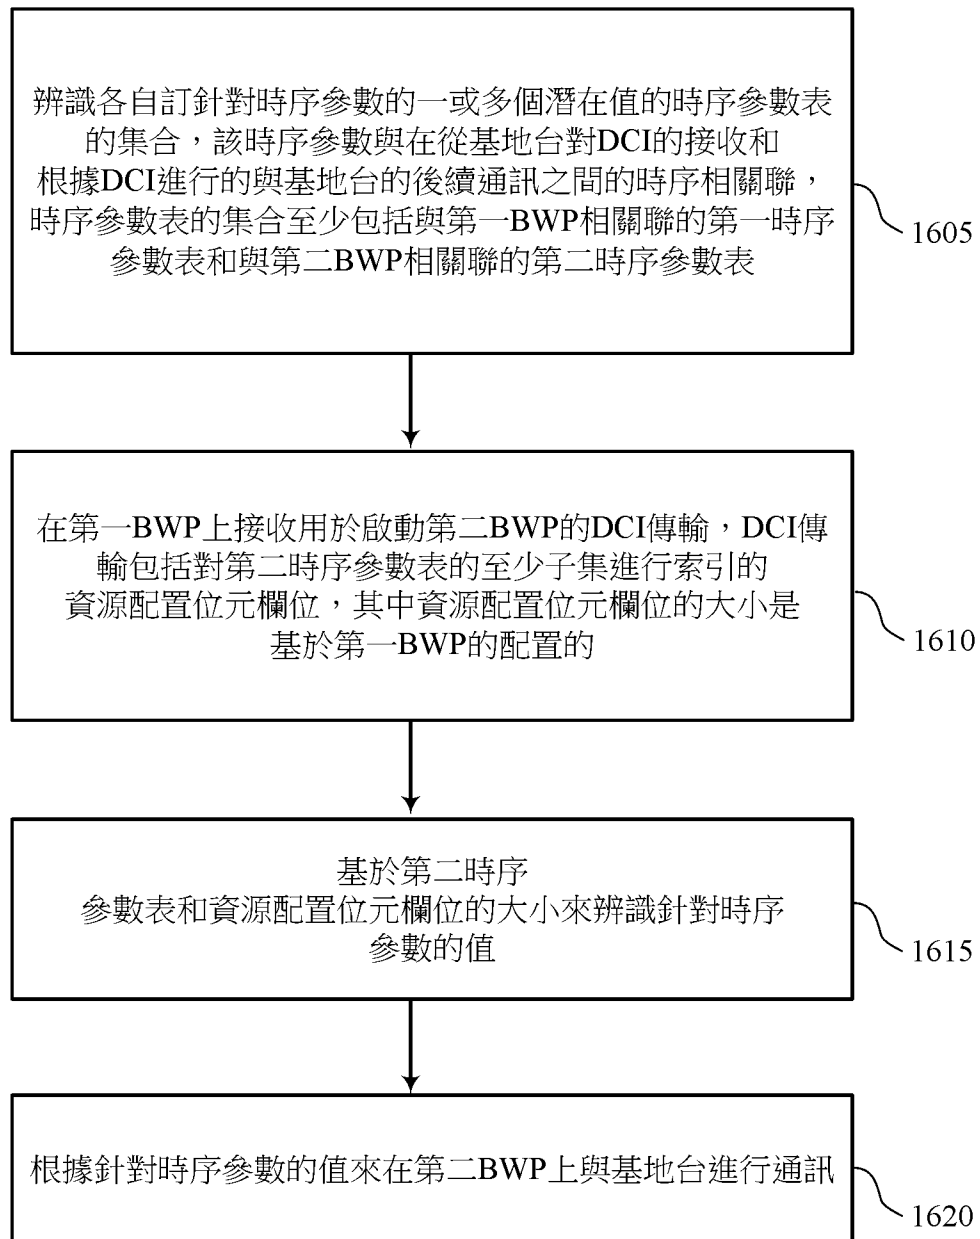 辨識各自訂針對時序參數的一或多個潛在值的時序參數表
的集合，該時序參數與在從基地台對DCI的接收和
根據DCI進行的與基地台的後續通訊之間的時序相關聯，
時序參數表的集合至少包括與第一BWP相關聯的第一時序
參數表和與第二BWP相關聯的第二時序參數表
1605
在第一BWP上接收用於啟動第二BWP的DCI傳輸，DCI傳
輸包括對第二時序參數表的至少子集進行索引的
資源配置位元欄位，其中資源配置位元欄位的大小是
基於第一BWP的配置的
1610
基於第二時序
參數表和資源配置位元欄位的大小來辨識針對時序
參數的值
1615
根據針對時序參數的值來在第二BWP上與基地台進行通訊
1620